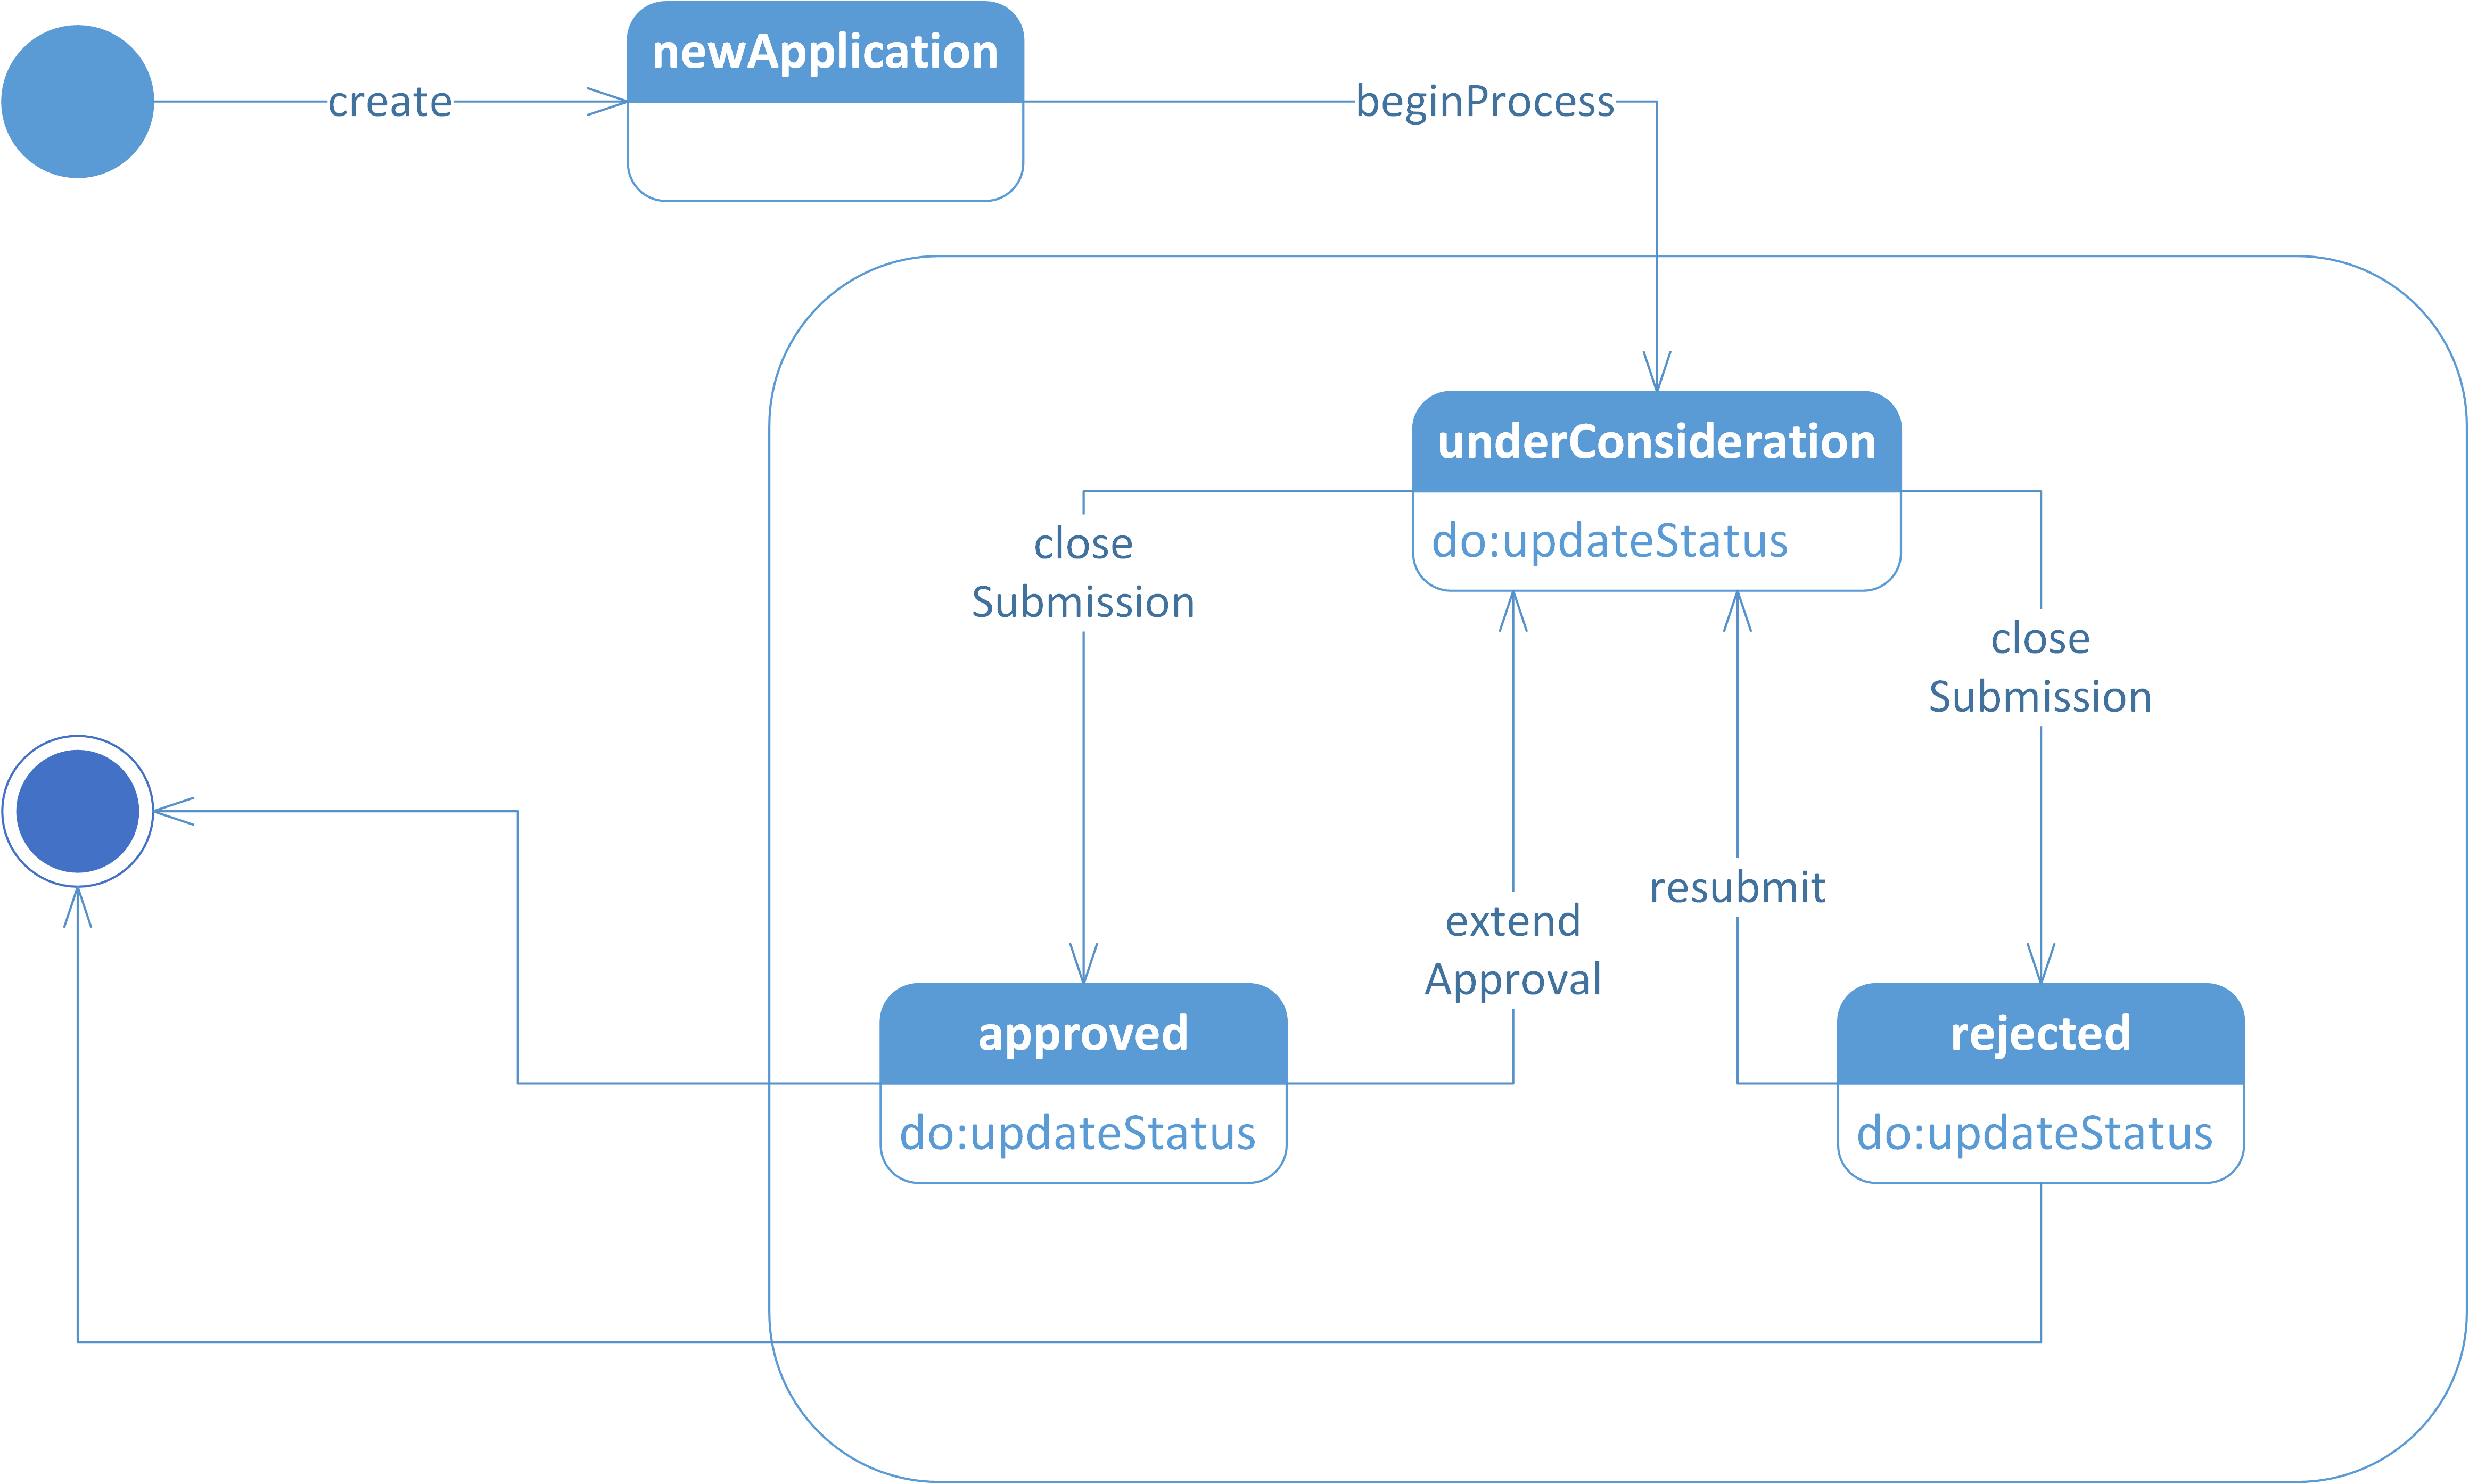 newApplication
create
beginProcess
underConsideration
do:updateStatus
close
Submission
close
Submission
resubmit
extend
Approval
approved
do:updateStatus
rejected
do:updateStatus